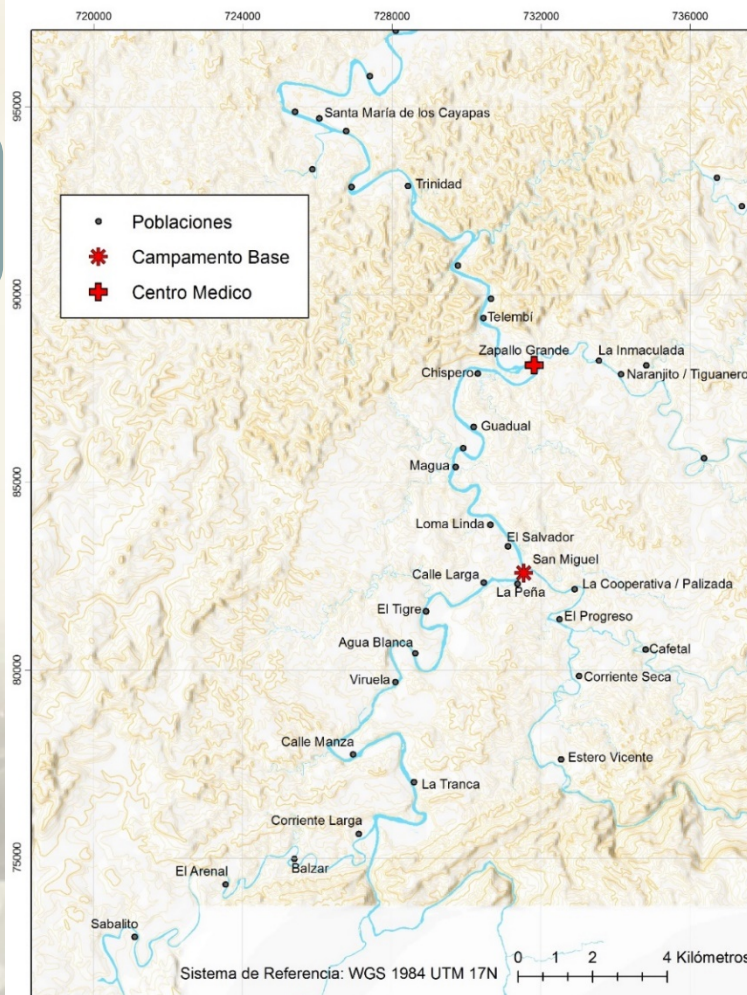 720000 724000 728000 732000 736000
95000
90000
85000
80000
75000
Santa María de los Cayapas
Trinidad
Poblaciones
Campamento Base
Centro Medico
Telembí
Zapallo Grande
La Inmaculada
Chispero
Naranjito / Tiguanero
Guadual
Magua
Loma Linda
El Salvador
San Miguel
Calle Larga
La Peña
La Cooperativa / Palizada
El Tigre
El Progreso
Agua Blanca
Cafetal
Viruela
Corriente Seca
Calle Manza
Estero Vicente
La Tranca
Corriente Larga
Balzar
El Arenal
Sabalito
Sistema de Referencia: WGS 1984 UTM 17N
0 1 2 4 Kilómetros